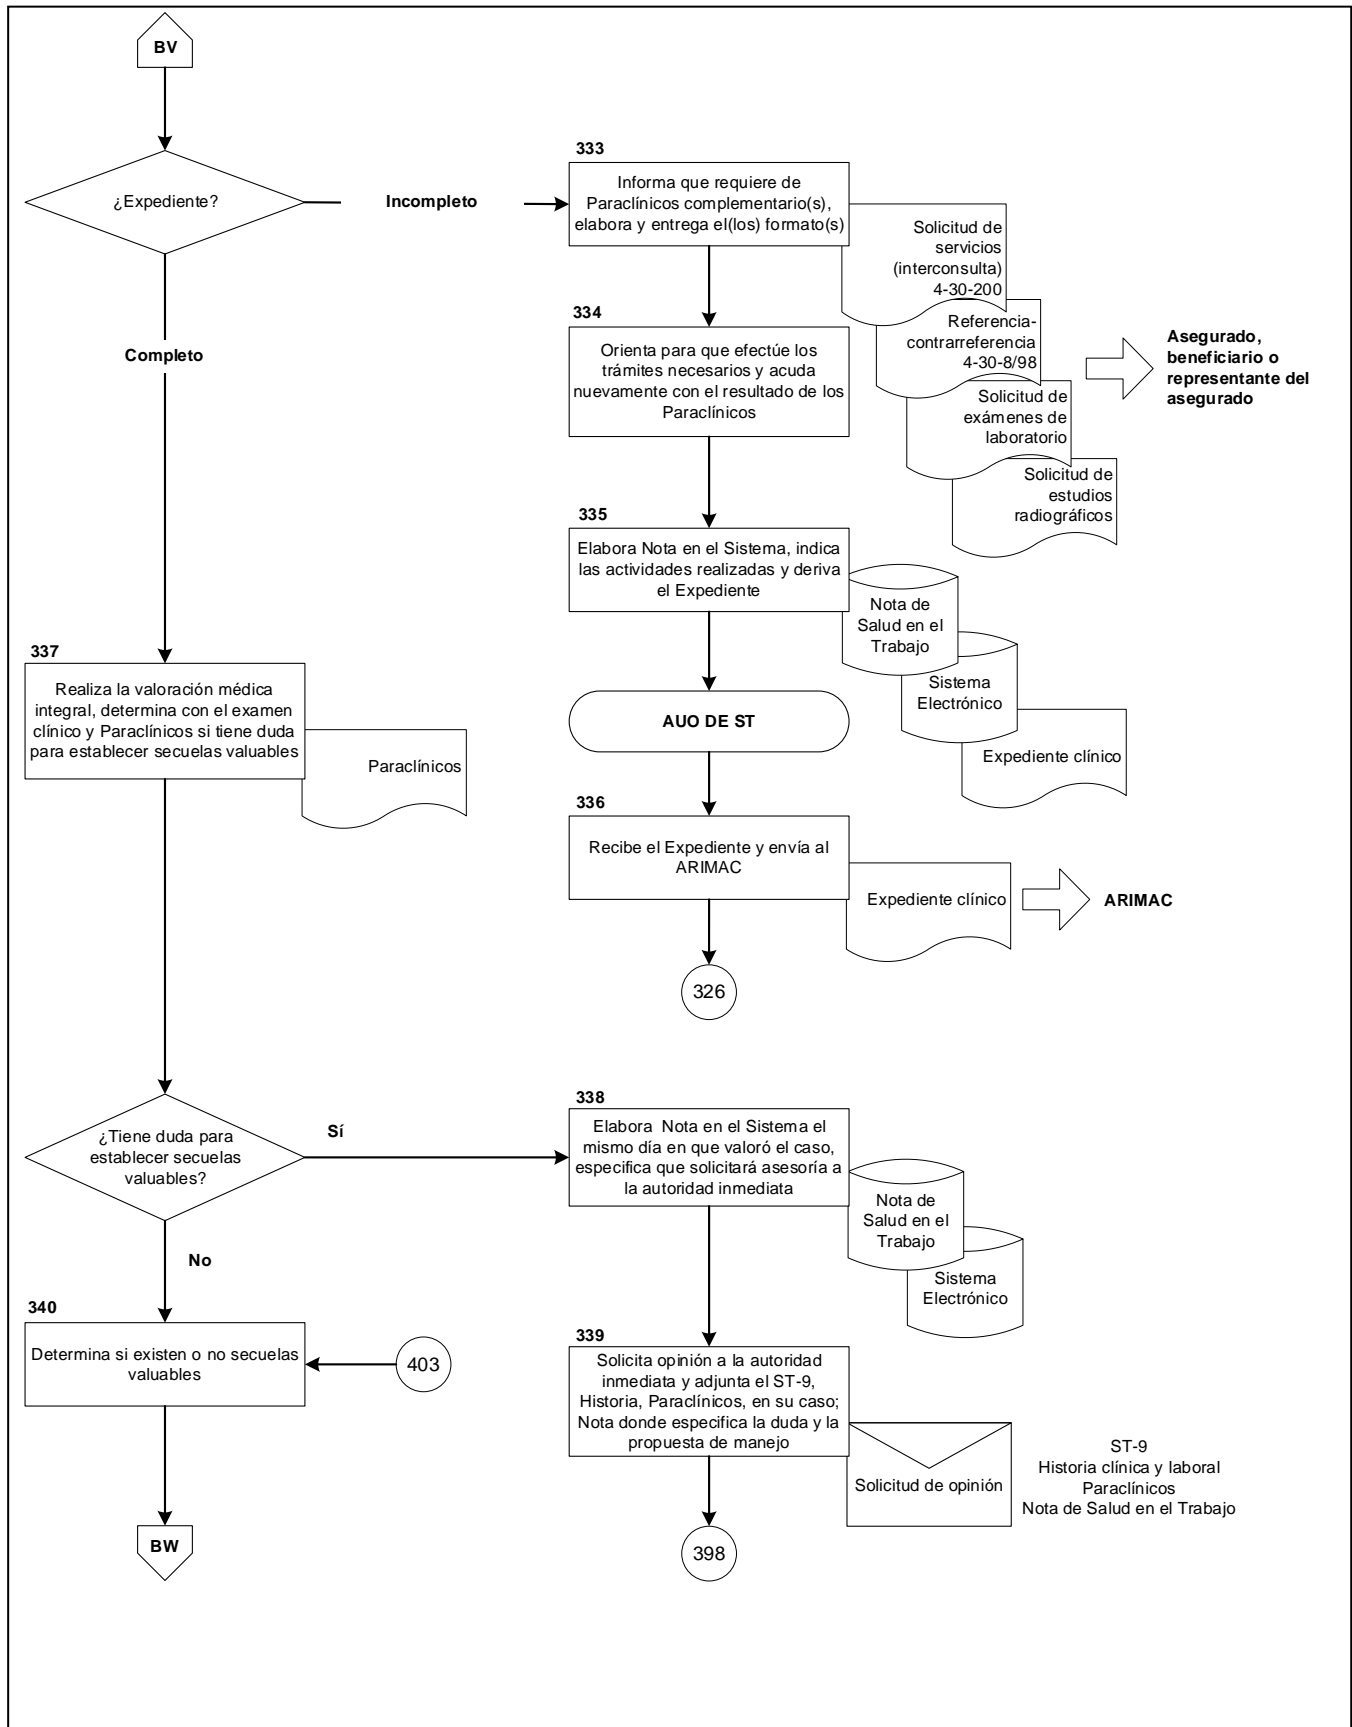 BV
¿Expediente?
Incompleto
Completo
333
Informa que requiere de
Paraclínicos complementario(s),
elabora y entrega el(los) formato(s)
Solicitud de
servicios
(interconsulta)
4-30-200
Referencia-
contrarreferencia
4-30-8/98
Solicitud de
exámenes de
laboratorio
Solicitud de
estudios
radiográficos
Asegurado,
beneficiario o
representante del
asegurado
334
Orienta para que efectúe los
trámites necesarios y acuda
nuevamente con el resultado de los
Paraclínicos
335
Elabora Nota en el Sistema, indica
las actividades realizadas y deriva
el Expediente
Nota de
Salud en el
Trabajo
Sistema
Electrónico
Expediente clínico
AUO DE ST
336
Recibe el Expediente y envía al
ARIMAC
Expediente clínico
ARIMAC
326
337
Realiza la valoración médica
integral, determina con el examen
clínico y Paraclínicos si tiene duda
para establecer secuelas valuables
Paraclínicos
¿Tiene duda para
establecer secuelas
valuables?
Sí
No
338
Elabora Nota en el Sistema el
mismo día en que valoró el caso,
especifica que solicitará asesoría a
la autoridad inmediata
Nota de
Salud en el
Trabajo
Sistema
Electrónico
339
Solicita opinión a la autoridad
inmediata y adjunta el ST-9,
Historia, Paraclínicos, en su caso;
Nota donde especifica la duda y la
propuesta de manejo
Solicitud de opinión
ST-9
Historia clínica y laboral
Paraclínicos
Nota de Salud en el Trabajo
398
340
Determina si existen o no secuelas
valuables
403
BW